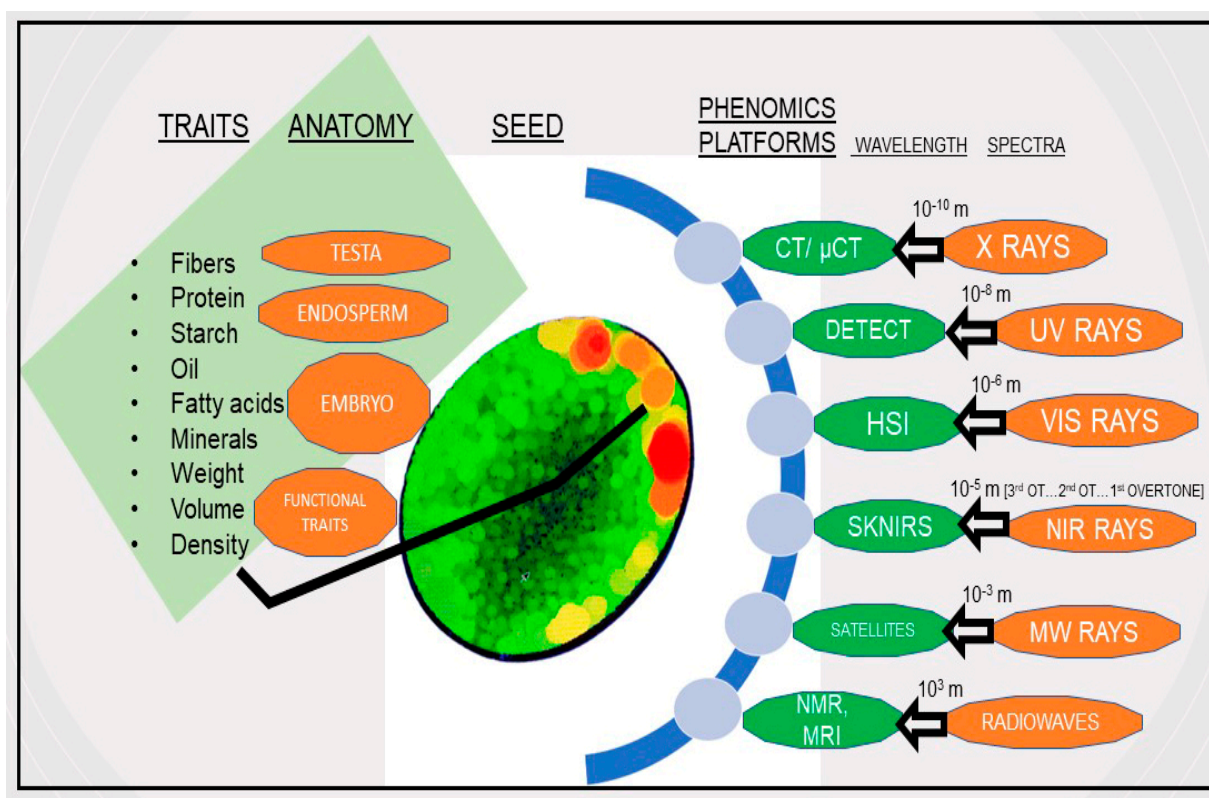 TRAITS
ANATOMY
SEED
PHENOMICS
PLATFORMS
WAVELENGTH
SPECTRA
• Fibers
• Protein
• Starch
• Oil
• Fatty acids
• Minerals
• Weight
• Volume
• Density
TESTA
ENDOSPERM
EMBRYO
FUNCTIONAL
TRAITS
CT/ µCT
10⁻¹⁰ m
X RAYS
DETECT
10⁻⁸ m
UV RAYS
HSI
10⁻⁶ m
VIS RAYS
SKNIRS
10⁻⁵ m [3ʳᵈ OT...2ⁿᵈ OT...1ˢᵗ OVERTONE]
NIR RAYS
SATELLITES
10⁻³ m
MW RAYS
NMR,
MRI
10³ m
RADIOWAVES